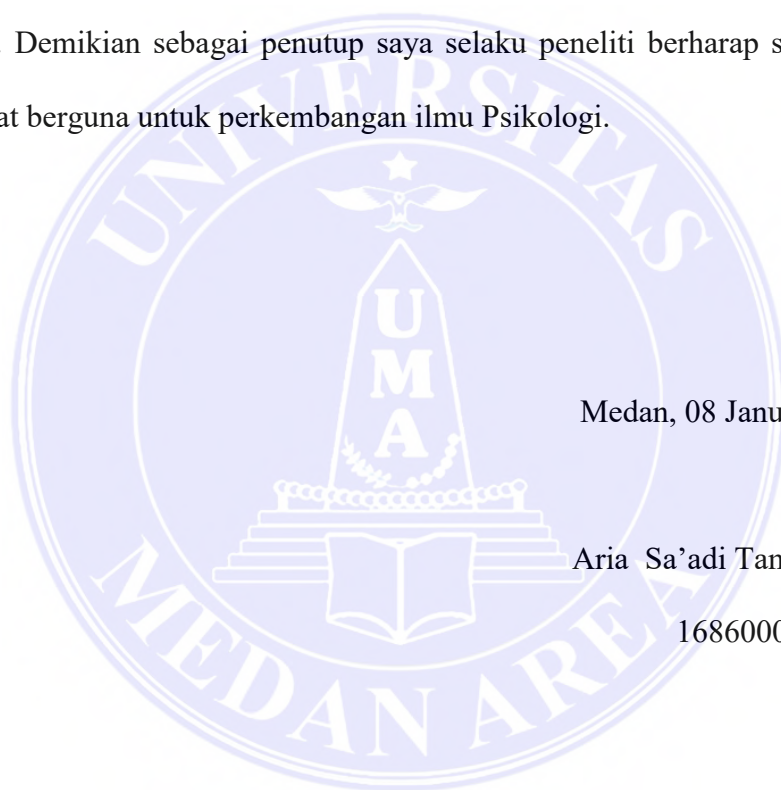 . Demikian sebagai penutup saya selaku peneliti berharap s
at berguna untuk perkembangan ilmu Psikologi.
UNIVERSITAS
UMA
Medan, 08 Janu
Aria Sa’adi Tan
1686000
MEDAN AREA